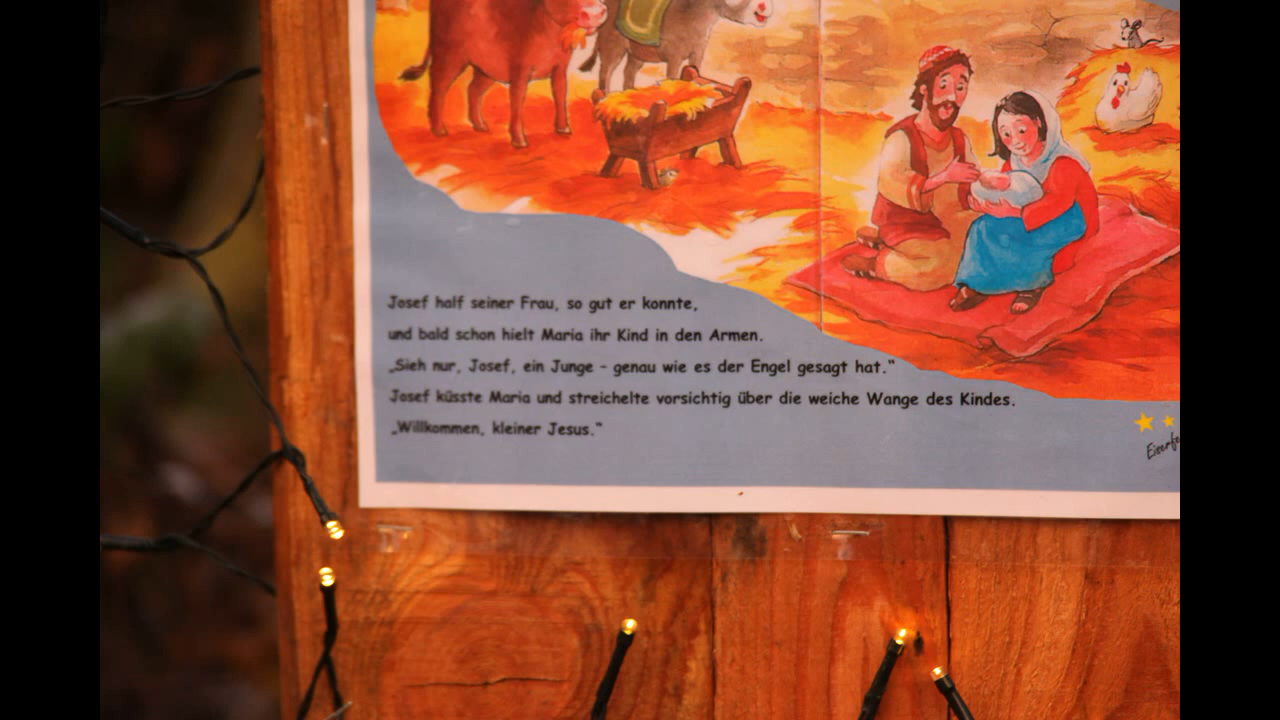 Josef half seiner Frau, so gut er konnte,
und bald schon hielt Maria ihr Kind in den Armen.
„Sieh nur, Josef, ein Junge - genau wie es der Engel gesagt hat.“
Josef küsste Maria und streichelte vorsichtig über die weiche Wange des Kindes.
„Willkommen, kleiner Jesus.“